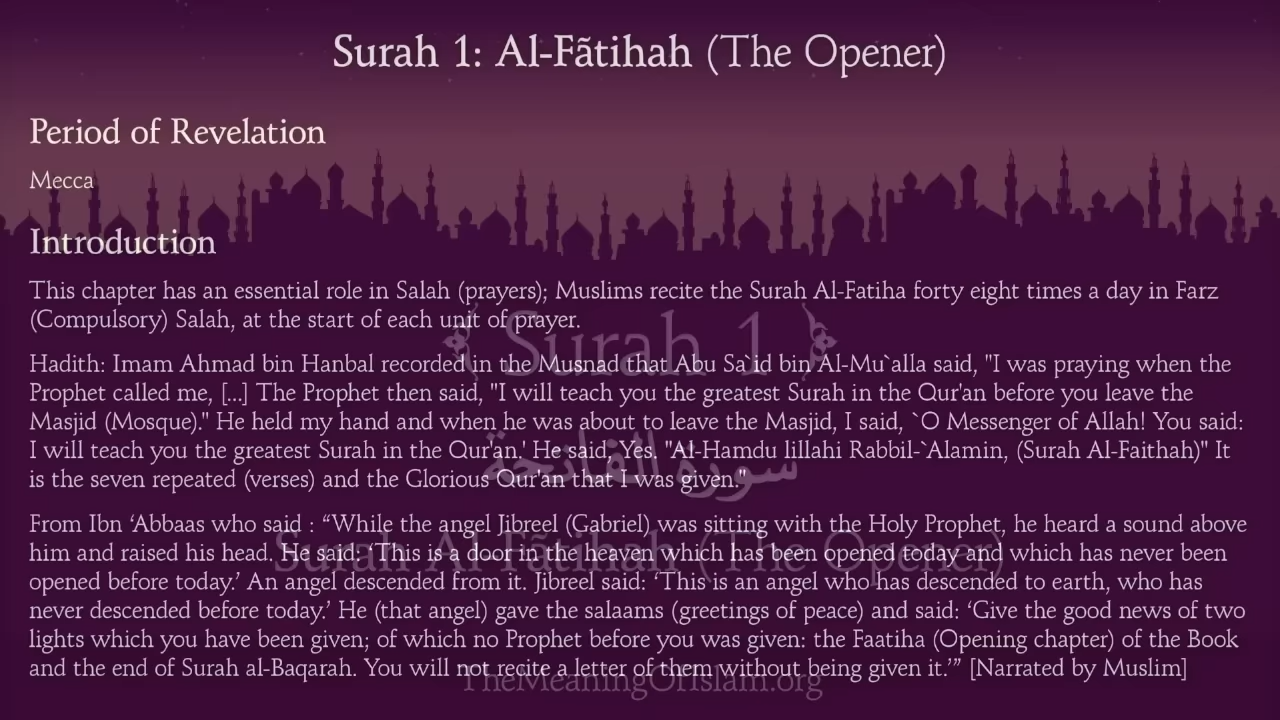 Surah 1: Al-Fãtihah (The Opener)
Period of Revelation
Mecca
Introduction
This chapter has an essential role in Salah (prayers); Muslims recite the Surah Al-Fatiha forty eight times a day in Farz
(Compulsory) Salah, at the start of each unit of prayer.
{ Surah 1 }
Hadith: Imam Ahmad bin Hanbal recorded in the Musnad that Abu Sa`id bin Al-Mu`alla said, "I was praying when the
Prophet called me, [...] The Prophet then said, "I will teach you the greatest Surah in the Qur'an before you leave the
Masjid (Mosque)." He held my hand and when he was about to leave the Masjid, I said, `O Messenger of Allah! You said:
I will teach you the greatest Surah in the Qur'an.' He said, Yes. "Al-Hamdu lillahi Rabbil-`Alamin, (Surah Al-Faithah)" It
is the seven repeated (verses) and the Glorious Qur'an that I was given."
سورة الفاتحة
From Ibn ‘Abbaas who said : “While the angel Jibreel (Gabriel) was sitting with the Holy Prophet, he heard a sound above
him and raised his head. He said: ‘This is a door in the heaven which has been opened today and which has never been
Surah Al-Fãtihah (The Opener)
opened before today.’ An angel descended from it. Jibreel said: ‘This is an angel who has descended to earth, who has
never descended before today.’ He (that angel) gave the salaams (greetings of peace) and said: ‘Give the good news of two
lights which you have been given; of which no Prophet before you was given: the Faatiha (Opening chapter) of the Book
and the end of Surah al-Baqarah. You will not recite a letter of them without being given it.’” [Narrated by Muslim]
TheMeaningOfIslam.org